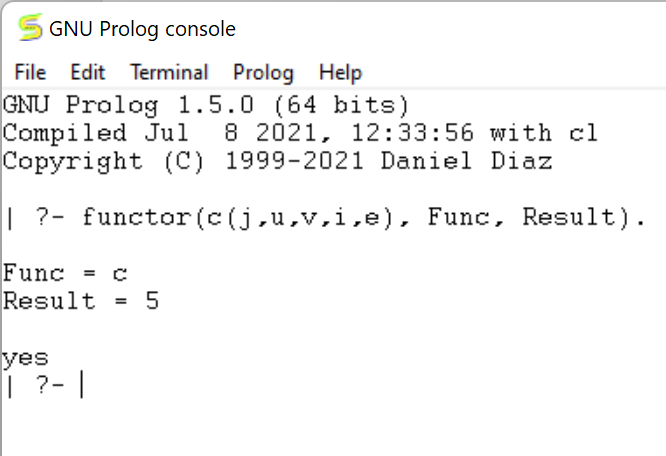 GNU Prolog console
File Edit Terminal Prolog Help
GNU Prolog 1.5.0 (64 bits)
Compiled Jul  8 2021, 12:33:56 with cl
Copyright (C) 1999-2021 Daniel Diaz
| ?- functor(c(j,u,v,i,e), Func, Result).
Func = c
Result = 5
yes
| ?-